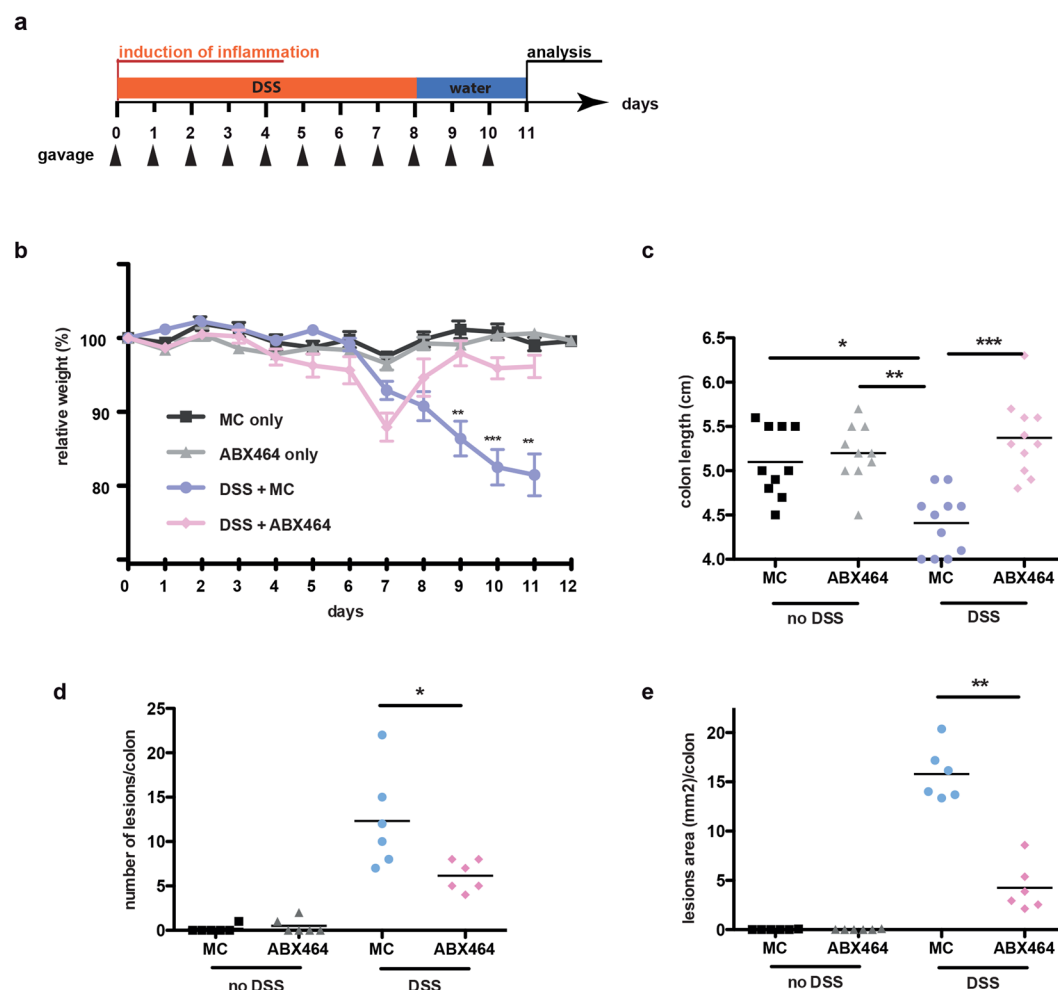 a
induction of inflammation
analysis
DSS
water
days
0 1 2 3 4 5 6 7 8 9 10 11
gavage
b
relative weight (%)
100
90
80
MC only
ABX464 only
DSS + MC
DSS + ABX464
**
***
**
0 1 2 3 4 5 6 7 8 9 10 11 12
days
c
colon length (cm)
6.5
6.0
5.5
5.0
4.5
4.0
*
**
***
MC ABX464 MC ABX464
no DSS DSS
d
number of lesions/colon
25
20
15
10
5
0
*
MC ABX464 MC ABX464
no DSS DSS
e
lesions area (mm2)/colon
20
15
10
5
0
**
MC ABX464 MC ABX464
no DSS DSS